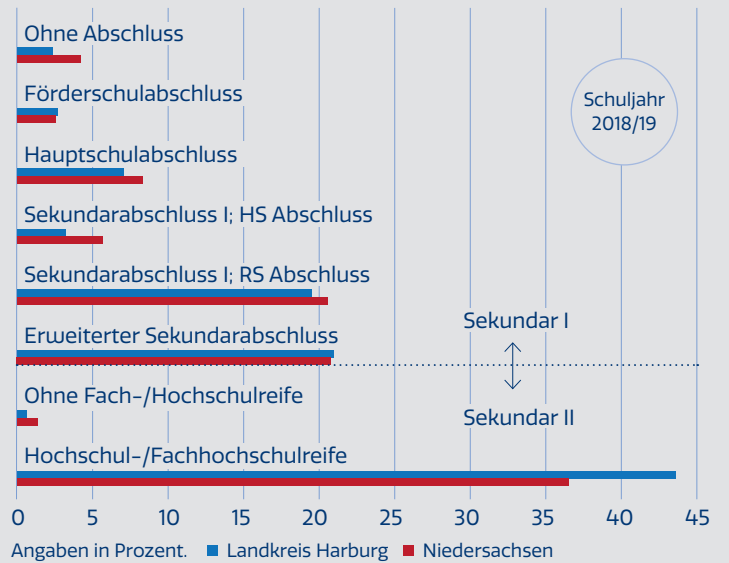 Ohne Abschluss
Förderschulabschluss
Schuljahr
2018/19
Hauptschulabschluss
Sekundarabschluss I; HS Abschluss
Sekundarabschluss I; RS Abschluss
Erweiterter Sekundarabschluss
Sekundar I
Ohne Fach-/Hochschulreife
Sekundar II
Hochschul-/Fachhochschulreife
0 5 10 15 20 25 30 35 40 45
Angaben in Prozent. Landkreis Harburg Niedersachsen